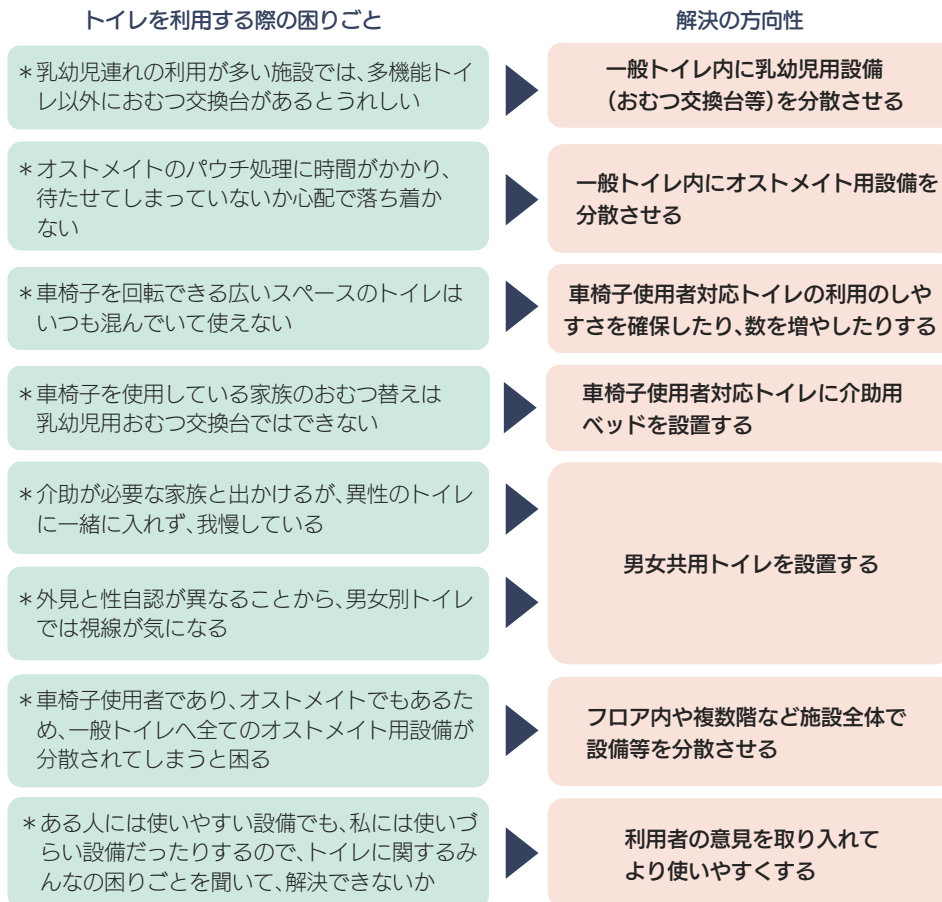 トイレを利用する際の困りごと
解決の方向性
＊乳幼児連れの利用が多い施設では、多機能トイ
レ以外におむつ交換台があるとうれしい
一般トイレ内に乳幼児用設備
（おむつ交換台等）を分散させる
＊オストメイトのパウチ処理に時間がかかり、
待たせてしまっていないか心配で落ち着か
ない
一般トイレ内にオストメイト用設備を
分散させる
＊車椅子を回転できる広いスペースのトイレは
いつも混んでいて使えない
車椅子使用者対応トイレの利用のしや
すさを確保したり、数を増やしたりする
＊車椅子を使用している家族のおむつ替えは
乳幼児用おむつ交換台ではできない
車椅子使用者対応トイレに介助用
ベッドを設置する
＊介助が必要な家族と出かけるが、異性のトイレ
に一緒に入れず、我慢している
＊外見と性自認が異なることから、男女別トイレ
では視線が気になる
男女共用トイレを設置する
＊車椅子使用者であり、オストメイトでもあるた
め、一般トイレへ全てのオストメイト用設備が
分散されてしまうと困る
フロア内や複数階など施設全体で
設備等を分散させる
＊ある人には使いやすい設備でも、私には使いづ
らい設備だったりするので、トイレに関するみ
んなの困りごとを聞いて、解決できないか
利用者の意見を取り入れて
より使いやすくする